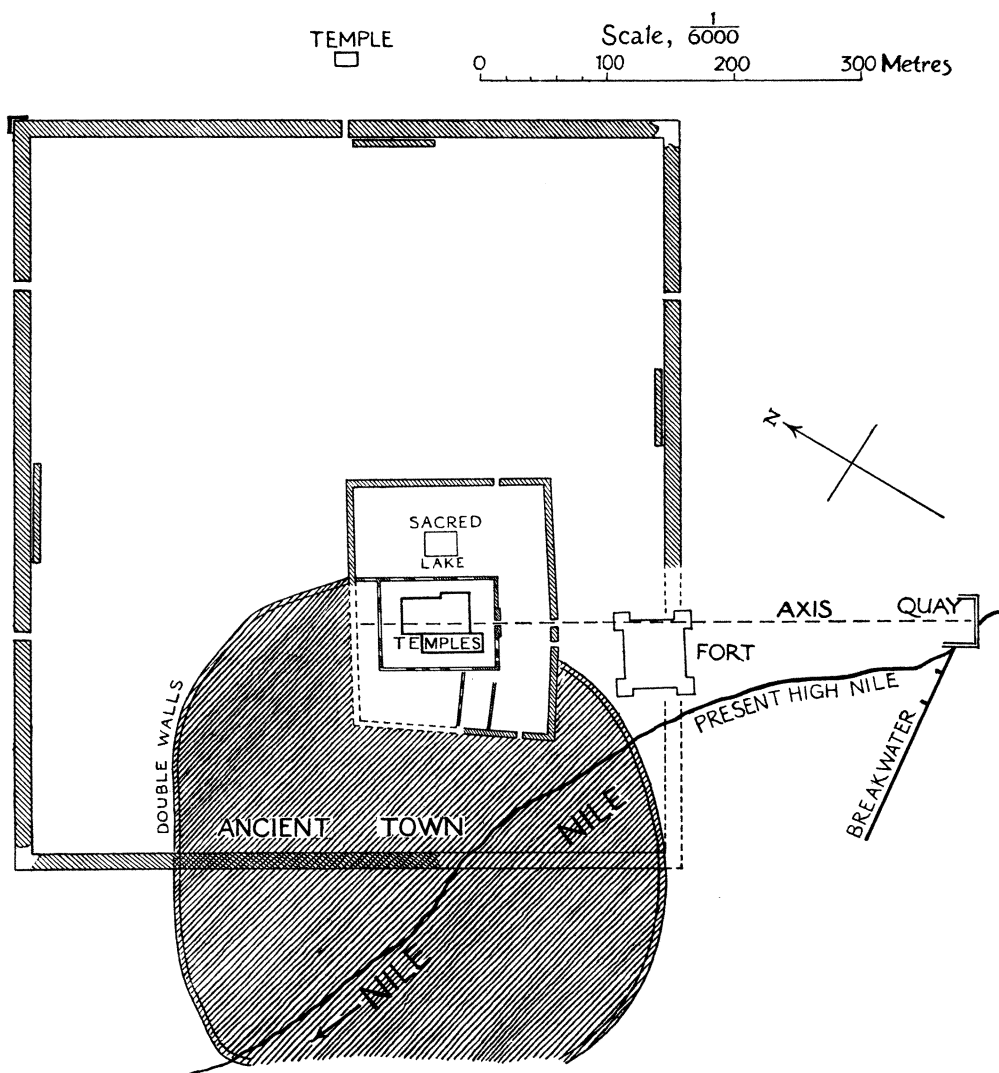 TEMPLE
Scale, 1/6000
0 100 200 300 Metres
N
SACRED
LAKE
TEMPLES
AXIS
QUAY
FORT
PRESENT HIGH NILE
BREAKWATER
DOUBLE WALLS
ANCIENT TOWN
NILE
NILE